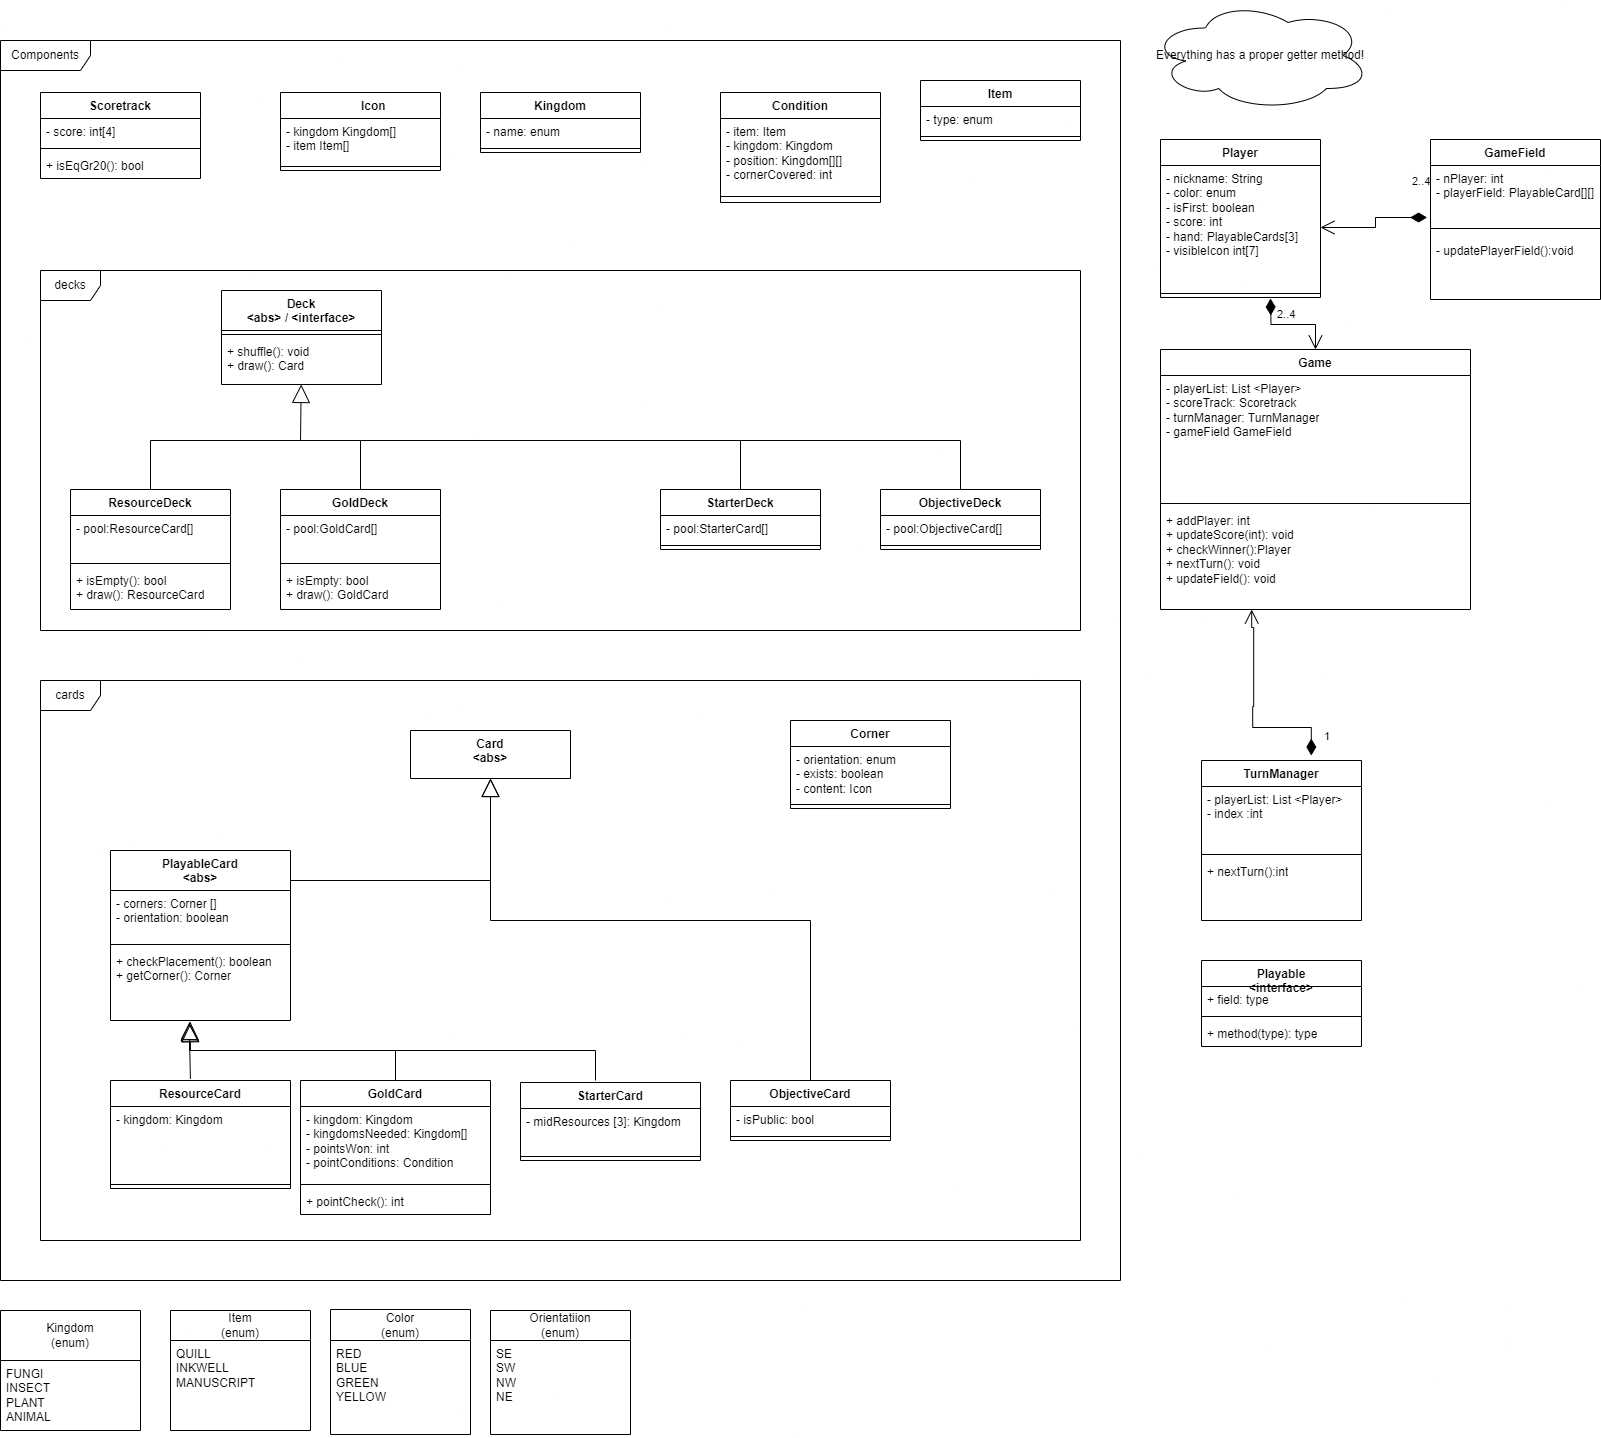 Everything has a proper getter method!
Components
Scoretrack
- score: int[4]
+ isEqGr20(): bool
Icon
- kingdom Kingdom[]
- item Item[]
Kingdom
- name: enum
Condition
- item: Item
- kingdom: Kingdom
- position: Kingdom[][]
- cornerCovered: int
Item
- type: enum
Player
- nickname: String
- color: enum
- isFirst: boolean
- score: int
- hand: PlayableCards[3]
- visibleIcon int[7]
2..4
GameField
- nPlayer: int
- playerField: PlayableCard[][]
- updatePlayerField():void
decks
Deck
<abs> / <interface>
+ shuffle(): void
+ draw(): Card
2..4
Game
- playerList: List <Player>
- scoreTrack: Scoretrack
- turnManager: TurnManager
- gameField GameField
+ addPlayer: int
+ updateScore(int): void
+ checkWinner():Player
+ nextTurn(): void
+ updateField(): void
ResourceDeck
- pool:ResourceCard[]
+ isEmpty(): bool
+ draw(): ResourceCard
GoldDeck
- pool:GoldCard[]
+ isEmpty: bool
+ draw(): GoldCard
StarterDeck
- pool:StarterCard[]
ObjectiveDeck
- pool:ObjectiveCard[]
cards
Card
<abs>
Corner
- orientation: enum
- exists: boolean
- content: Icon
1
TurnManager
- playerList: List <Player>
- index :int
+ nextTurn():int
PlayableCard
<abs>
- corners: Corner []
- orientation: boolean
+ checkPlacement(): boolean
+ getCorner(): Corner
Playable
<interface>
+ field: type
+ method(type): type
ResourceCard
- kingdom: Kingdom
GoldCard
- kingdom: Kingdom
- kingdomsNeeded: Kingdom[]
- pointsWon: int
- pointConditions: Condition
+ pointCheck(): int
StarterCard
- midResources [3]: Kingdom
ObjectiveCard
- isPublic: bool
Kingdom
(enum)
FUNGI
INSECT
PLANT
ANIMAL
Item
(enum)
QUILL
INKWELL
MANUSCRIPT
Color
(enum)
RED
BLUE
GREEN
YELLOW
Orientatiion
(enum)
SE
SW
NW
NE